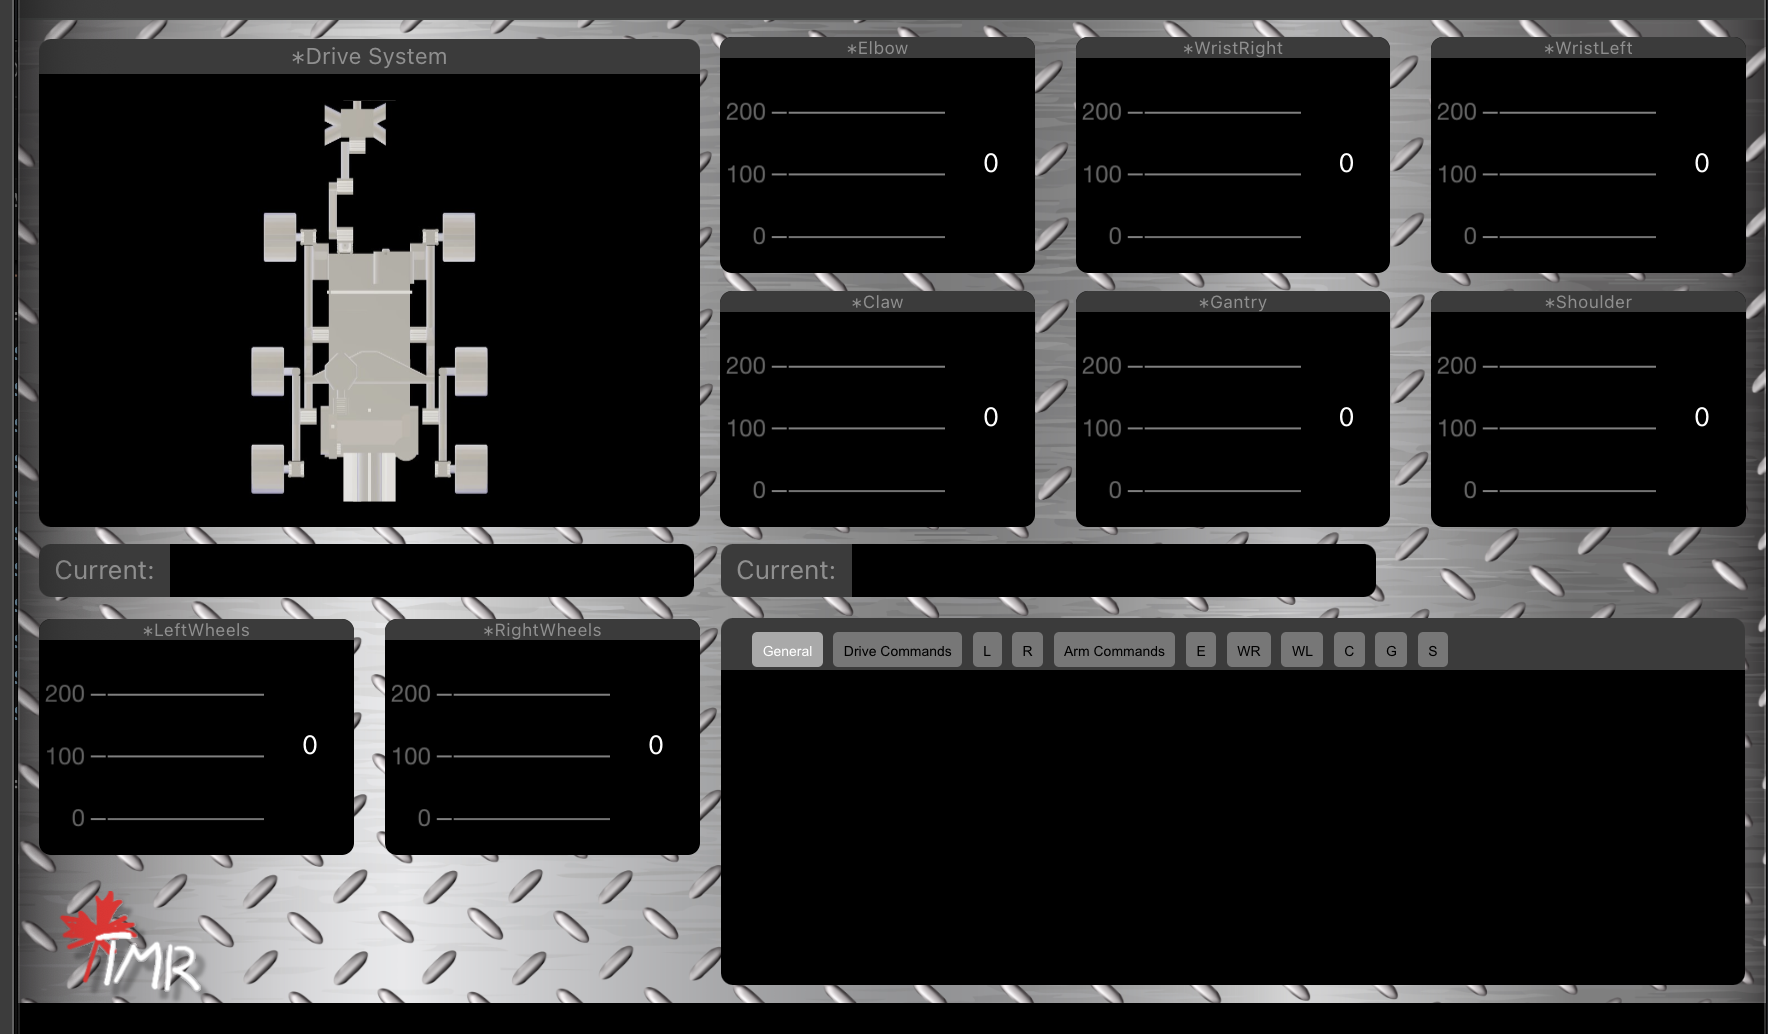 *Drive System
*Elbow
200
100
0
0
*WristRight
200
100
0
0
*WristLeft
200
100
0
0
*Claw
200
100
0
0
*Gantry
200
100
0
0
*Shoulder
200
100
0
0
Current:
Current:
*LeftWheels
200
100
0
0
*RightWheels
200
100
0
0
General Drive Commands L R Arm Commands E WR WL C G S
TMR